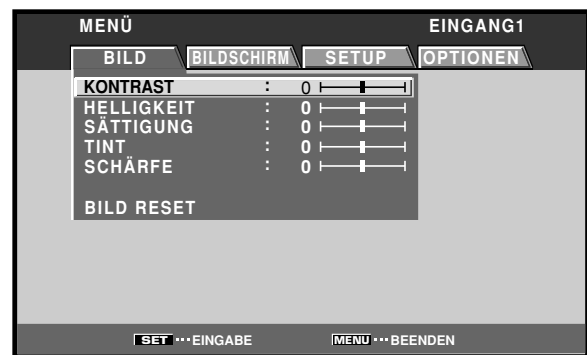 MENÜ EINGANG1
BILD BILDSCHIRM SETUP OPTIONEN
KONTRAST : 0
HELLIGKEIT : 0
SÄTTIGUNG : 0
TINT : 0
SCHÄRFE : 0
BILD RESET
SET ··· EINGABE MENU ··· BEENDEN